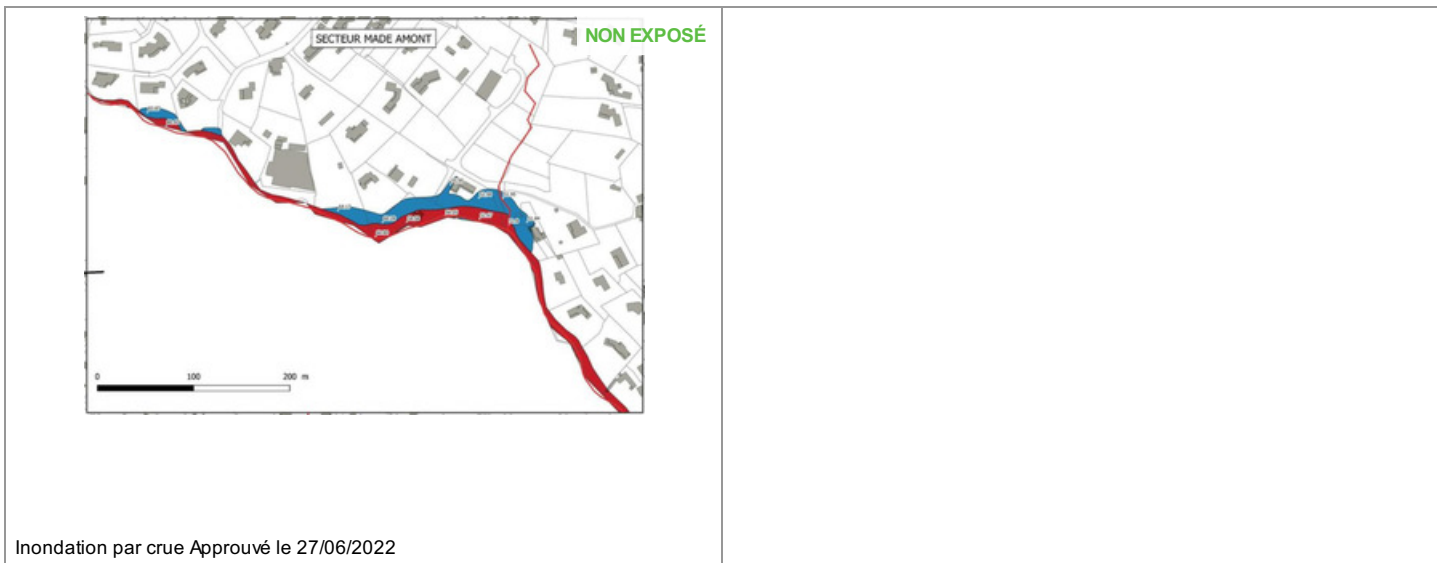 SECTEUR MADE AMONT
NON EXPOSÉ
0 100 200 m
Inondation par crue Approuvé le 27/06/2022